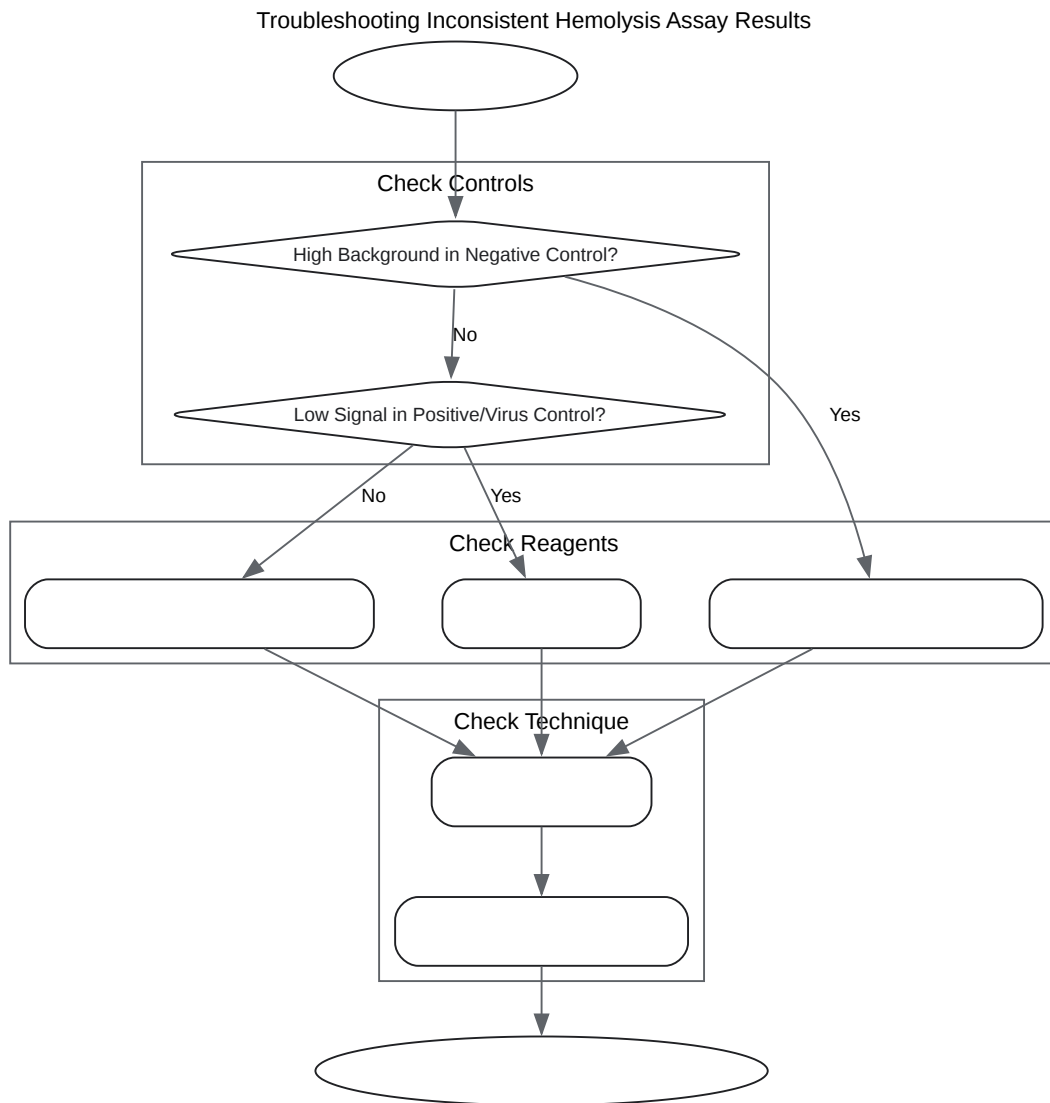 Troubleshooting Inconsistent Hemolysis Assay Results
Check Controls
High Background in Negative Control?
No
Low Signal in Positive/Virus Control?
Yes
No
Yes
Check Reagents
Check Technique